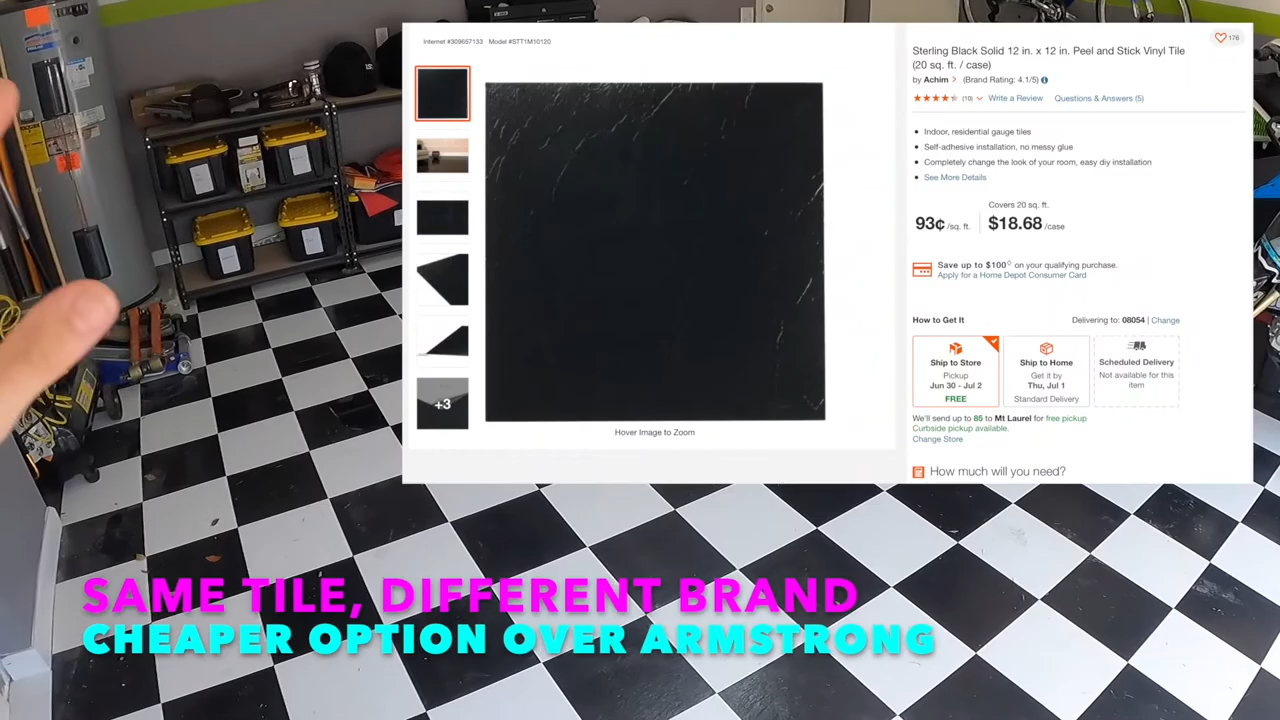 Internet #309657133 Model #STT1M10120
176
Sterling Black Solid 12 in. x 12 in. Peel and Stick Vinyl Tile
(20 sq. ft. / case)
by Achim > (Brand Rating: 4.1/5)
(10) Write a Review Questions & Answers (5)
Indoor, residential gauge tiles
Self-adhesive installation, no messy glue
Completely change the look of your room, easy diy installation
See More Details
Covers 20 sq. ft.
93¢ /sq. ft. $18.68 /case
Save up to $100◊ on your qualifying purchase.
Apply for a Home Depot Consumer Card
How to Get It Delivering to: 08054 | Change
Ship to Store
Pickup
Jun 30 - Jul 2
FREE
Ship to Home
Get it by
Thu, Jul 1
Standard Delivery
Scheduled Delivery
Not available for this
item
We'll send up to 85 to Mt Laurel for free pickup
Curbside pickup available.
Change Store
How much will you need?
+3
Hover Image to Zoom
SAME TILE, DIFFERENT BRAND
CHEAPER OPTION OVER ARMSTRONG